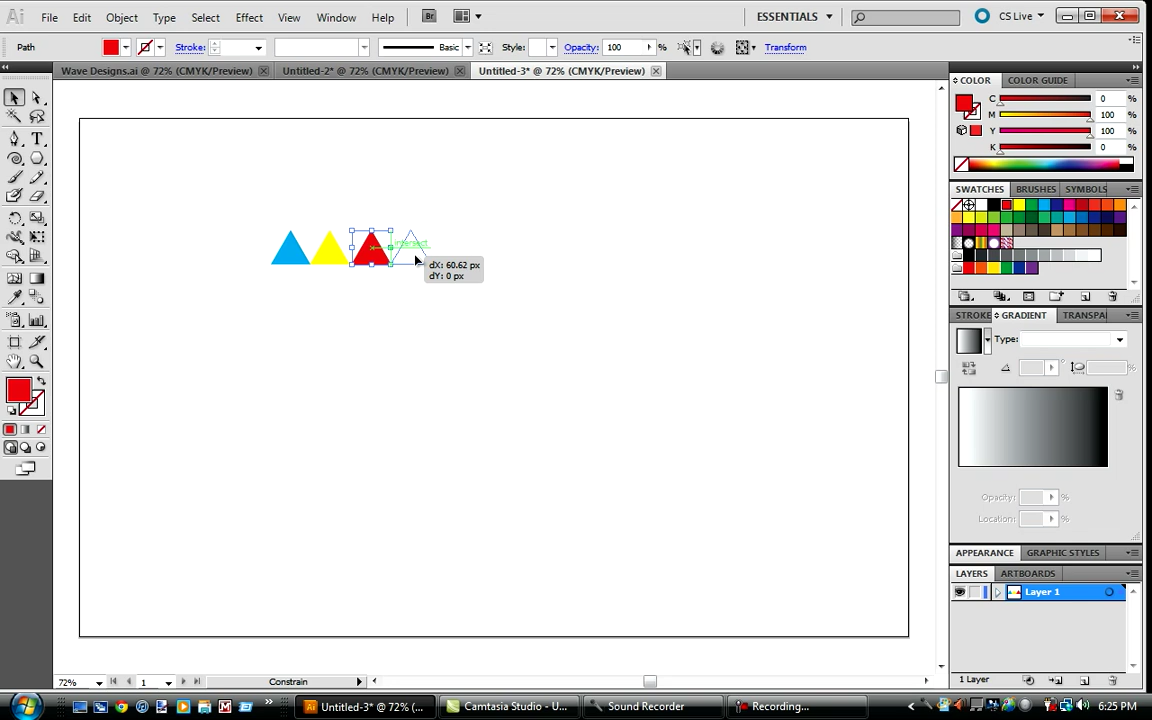 Ai File Edit Object Type Select Effect View Window Help Br ESSENTIALS CS Live
Path Stroke: Basic Style: Opacity: 100 % Transform
Wave Designs.ai @ 72% (CMYK/Preview) Untitled-2* @ 72% (CMYK/Preview) Untitled-3* @ 72% (CMYK/Preview)
COLOR COLOR GUIDE
C 0 %
M 100 %
Y 100 %
K 0 %
SWATCHES BRUSHES SYMBOLS
intersect
dX: 60.62 px
dY: 0 px
STROKE GRADIENT TRANSPA
Type:
%
Opacity: %
Location: %
APPEARANCE GRAPHIC STYLES
LAYERS ARTBOARDS
Layer 1
1 Layer
72% 1 Constrain
Untitled-3* @ 72% (... Camtasia Studio - U... Sound Recorder Recording... 6:25 PM